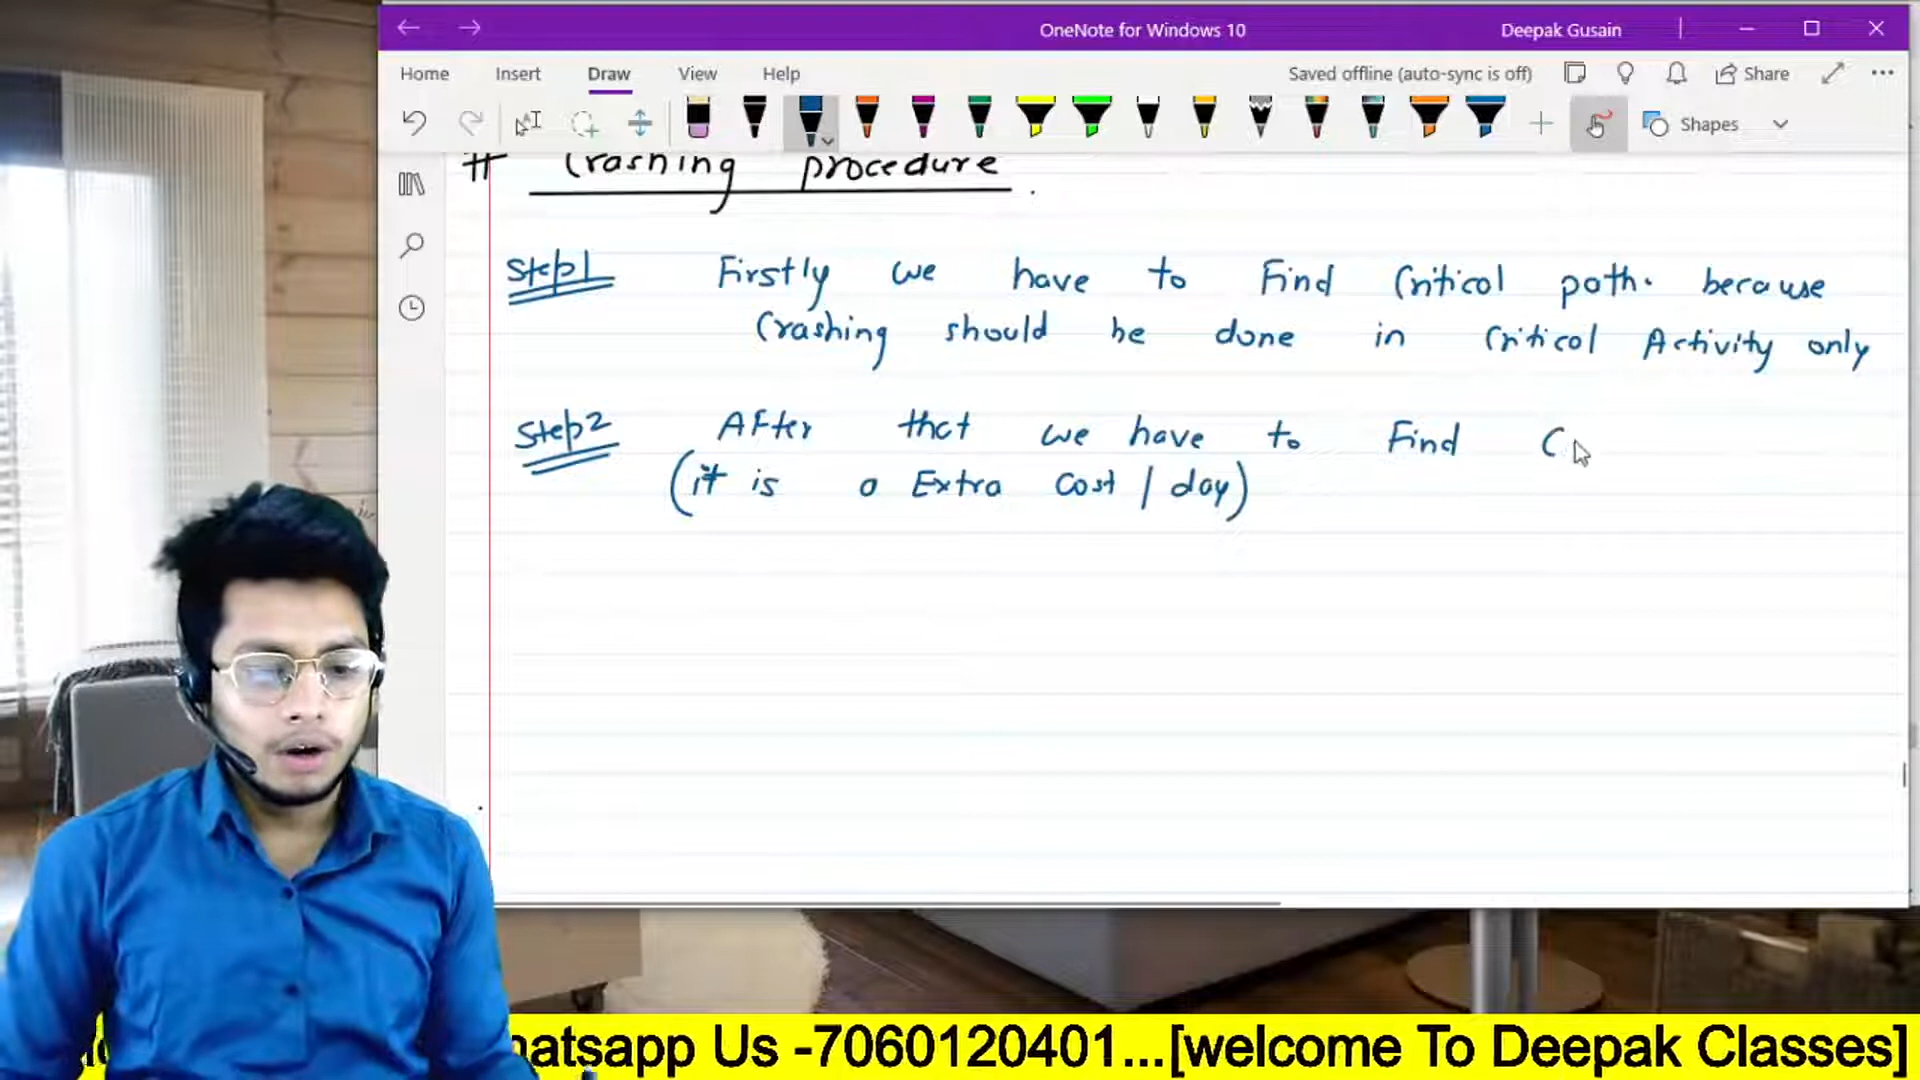 OneNote for Windows 10
Deepak Gusain
Home Insert Draw View Help
Saved offline (auto-sync is off)
Share
Shapes
# Crashing procedure.
Step1 Firstly we have to Find Critical path. because
Crashing should be done in Critical Activity only
Step2 After that we have to Find C
(it is a Extra Cost / day)
hatsapp Us -7060120401...[welcome To Deepak Classes]